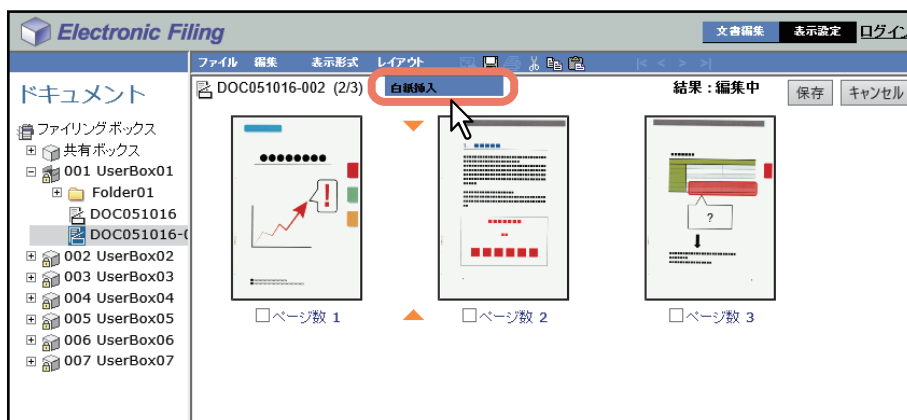 Electronic Filing
文書編集 表示設定 ログイン
ファイル 編集 表示形式 レイアウト |< < > >|
ドキュメント
DOC051016-002 (2/3) 白紙挿入 結果：編集中 保存 キャンセル
ファイリングボックス
共有ボックス
001 UserBox01
Folder01
DOC051016
DOC051016-0
002 UserBox02
003 UserBox03
004 UserBox04
005 UserBox05
006 UserBox06
007 UserBox07
!
1.
?
ページ数 1 ページ数 2 ページ数 3